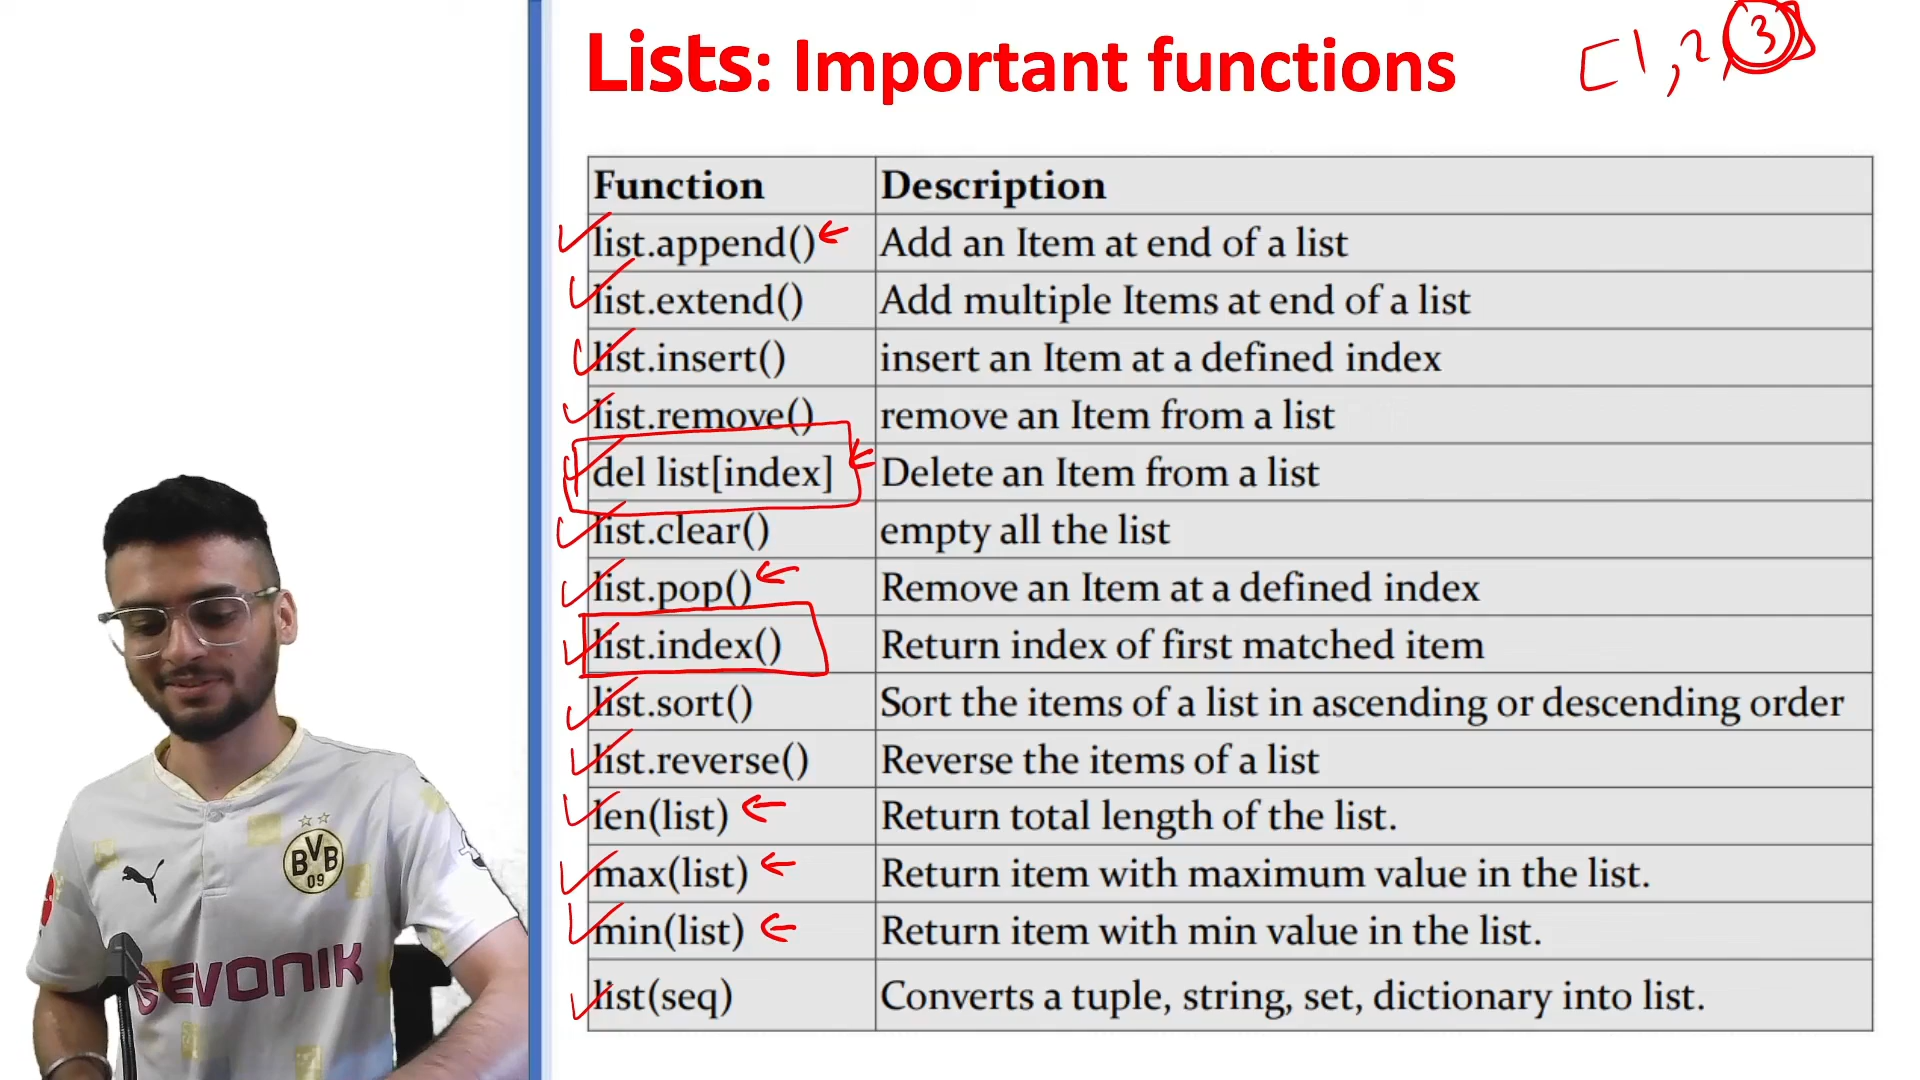 Lists: Important functions
[1, 2, 3
Function Description
list.append() Add an Item at end of a list
list.extend() Add multiple Items at end of a list
list.insert() insert an Item at a defined index
list.remove() remove an Item from a list
del list[index] Delete an Item from a list
list.clear() empty all the list
list.pop() Remove an Item at a defined index
list.index() Return index of first matched item
list.sort() Sort the items of a list in ascending or descending order
list.reverse() Reverse the items of a list
len(list) Return total length of the list.
max(list) Return item with maximum value in the list.
min(list) Return item with min value in the list.
list(seq) Converts a tuple, string, set, dictionary into list.
BVB
09
EVONIK